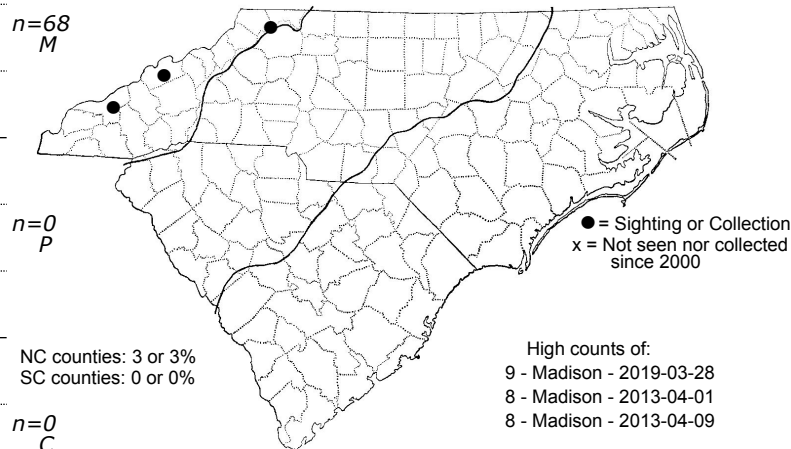 n=68
M
n=0
P
● = Sighting or Collection
x = Not seen nor collected
since 2000
NC counties: 3 or 3%
SC counties: 0 or 0%
High counts of:
9 - Madison - 2019-03-28
8 - Madison - 2013-04-01
8 - Madison - 2013-04-09
n=0
C